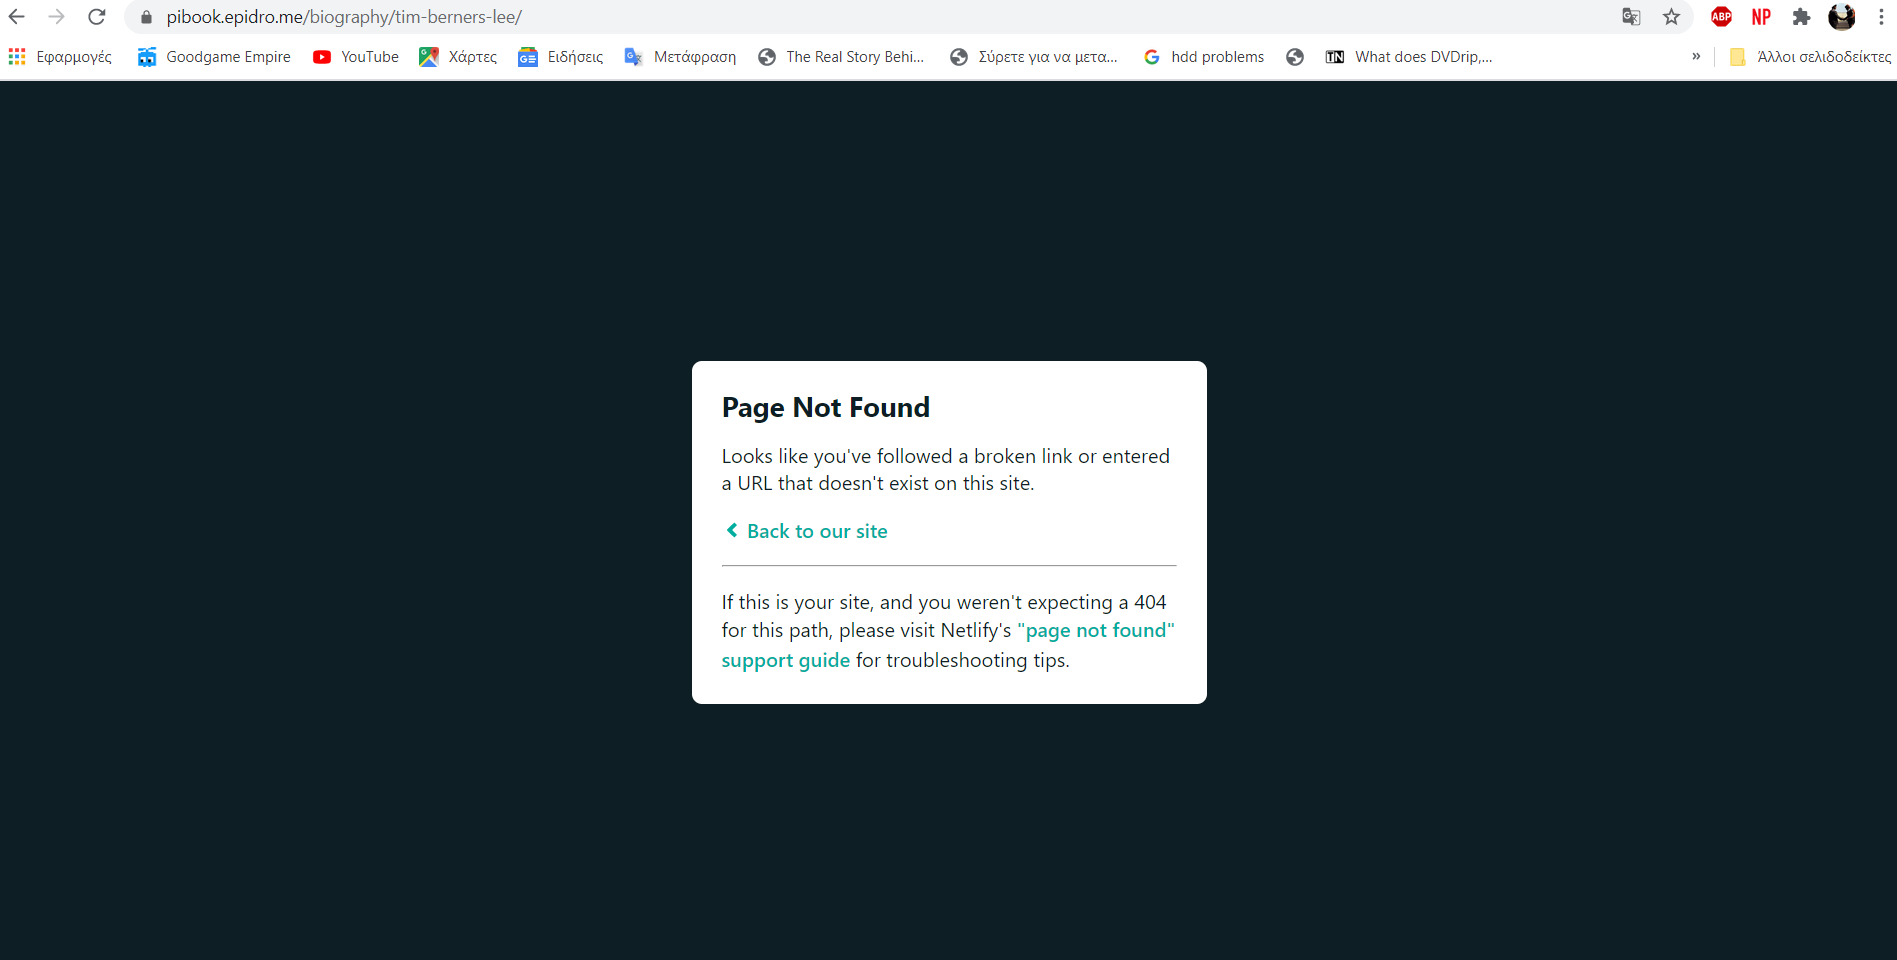 pibook.epidro.me/biography/tim-berners-lee/
ABP
NP
Εφαρμογές Goodgame Empire YouTube Χάρτες Ειδήσεις Μετάφραση The Real Story Behi... Σύρετε για να μετα... hdd problems TN What does DVDrip,... » Άλλοι σελιδοδείκτες
Page Not Found
Looks like you've followed a broken link or entered
a URL that doesn't exist on this site.
Back to our site
If this is your site, and you weren't expecting a 404
for this path, please visit Netlify's "page not found"
support guide for troubleshooting tips.